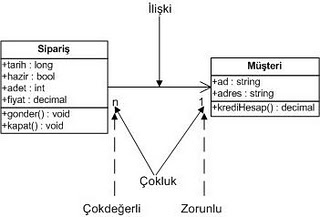 İlişki
Sipariş
+tarih : long
+hazir : bool
+adet : int
+fiyat : decimal
+gonder() : void
+kapat() : void
Müşteri
+ad : string
+adres : string
+krediHesap() : decimal
n
1
Çokluk
Çokdeğerli
Zorunlu